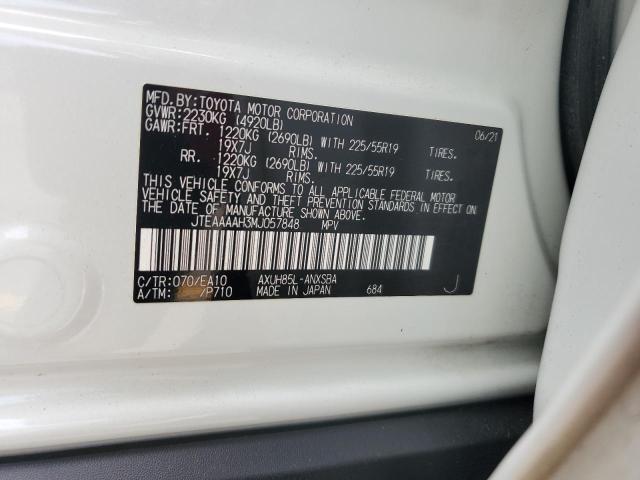 MFD.BY:TOYOTA MOTOR CORPORATION 06/21
GVWR:2230KG (4920LB)
GAWR:FRT. 1220KG (2690LB) WITH 225/55R19 TIRES.
19X7J RIMS.
RR. 1220KG (2690LB) WITH 225/55R19 TIRES.
19X7J RIMS.
THIS VEHICLE CONFORMS TO ALL APPLICABLE FEDERAL MOTOR
VEHICLE SAFETY AND THEFT PREVENTION STANDARDS IN EFFECT ON
THE DATE OF MANUFACTURE SHOWN ABOVE.
JTEAAAAH3MJ057848 MPV
C/TR:070/EA10 AXUH85L-ANXSBA
A/TM: /P710 MADE IN JAPAN 684 J